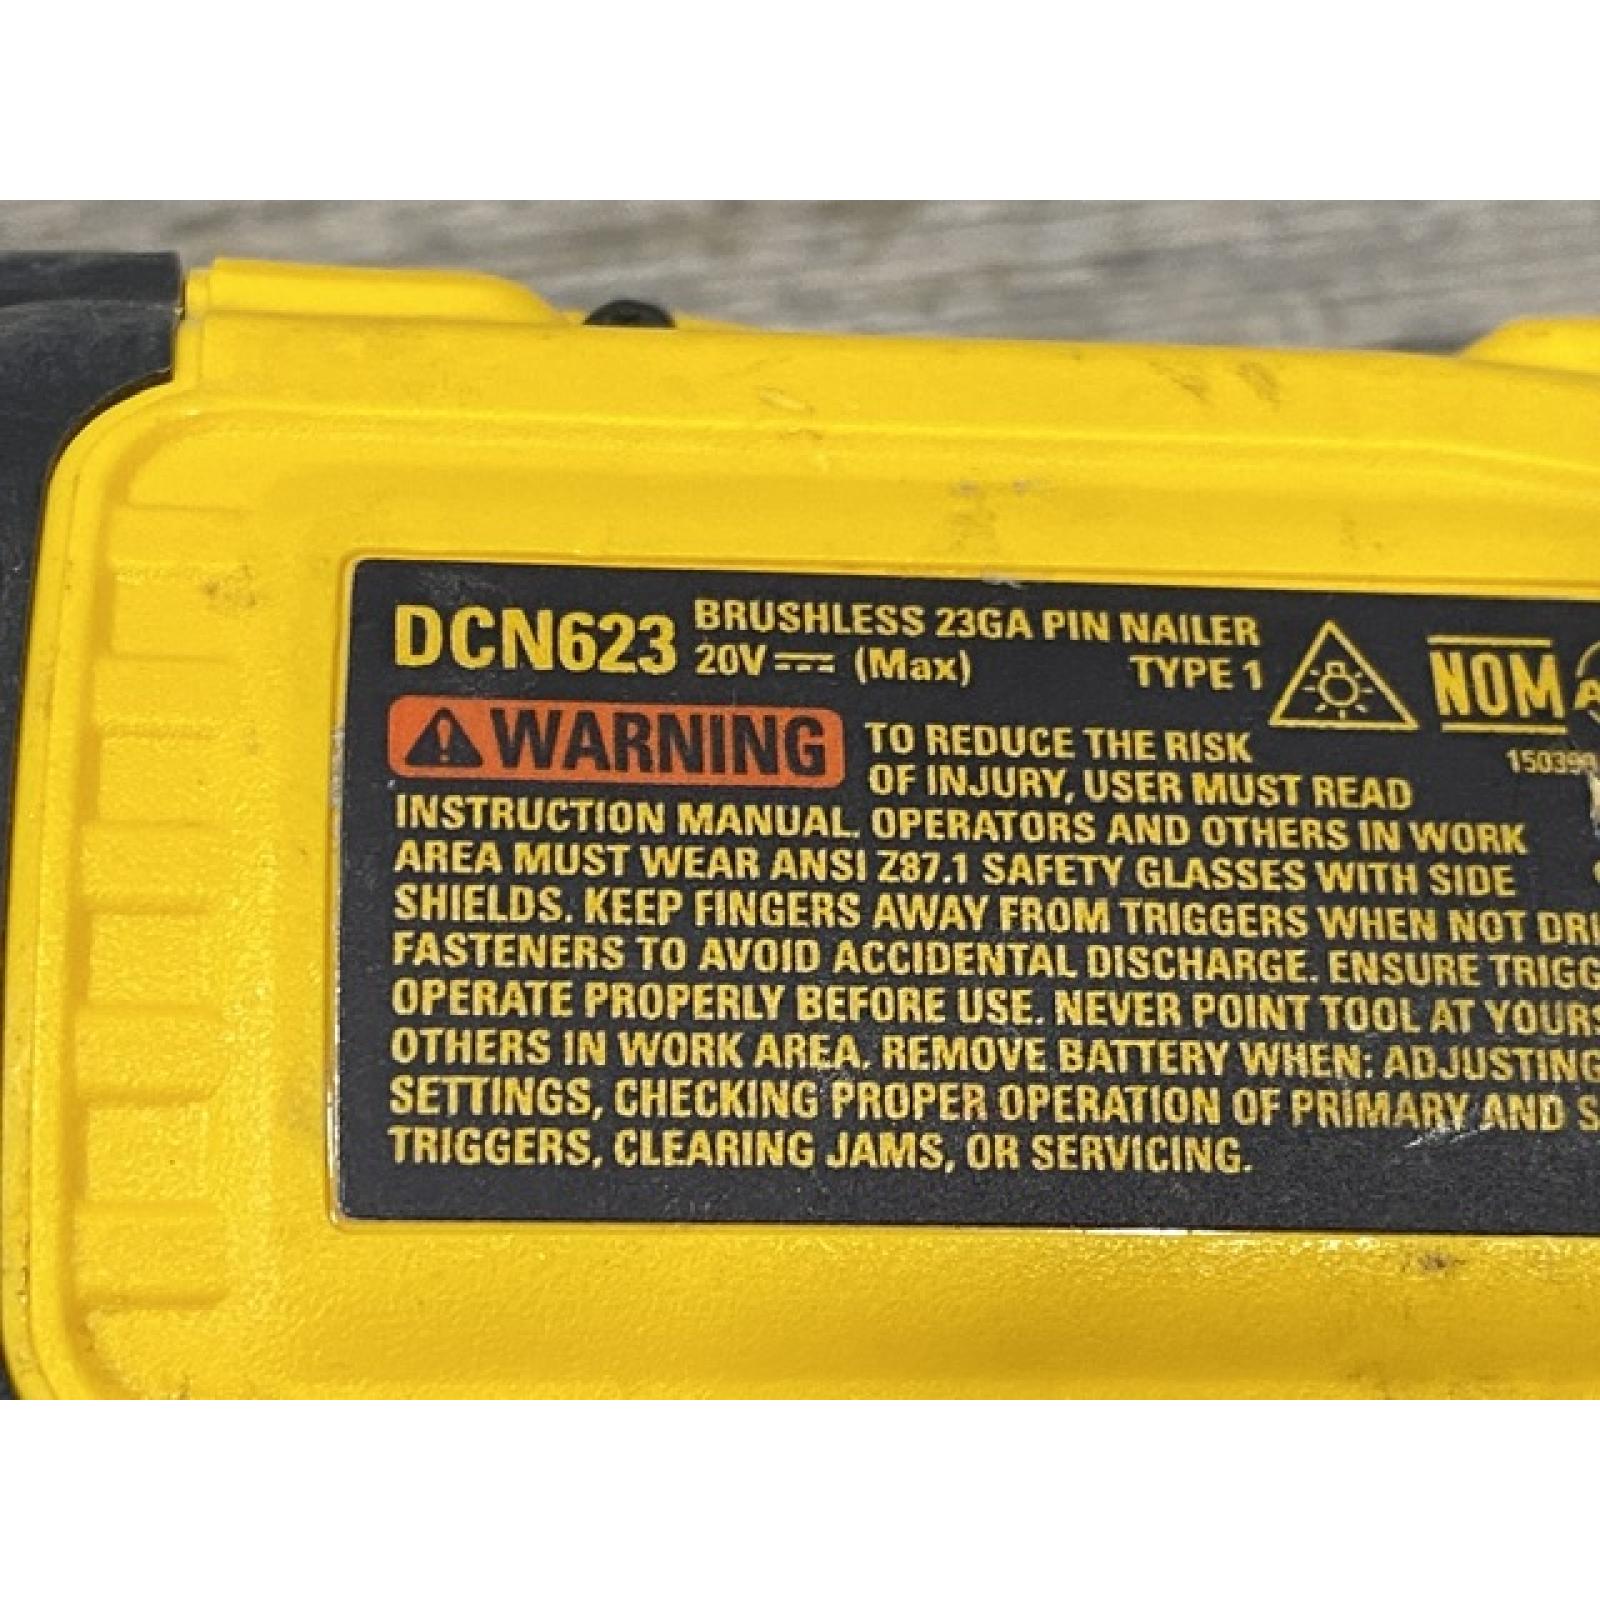 DCN623 BRUSHLESS 23GA PIN NAILER
20V (Max) TYPE 1
NOM
WARNING TO REDUCE THE RISK
OF INJURY, USER MUST READ
INSTRUCTION MANUAL. OPERATORS AND OTHERS IN WORK
AREA MUST WEAR ANSI Z87.1 SAFETY GLASSES WITH SIDE
SHIELDS. KEEP FINGERS AWAY FROM TRIGGERS WHEN NOT DRI
FASTENERS TO AVOID ACCIDENTAL DISCHARGE. ENSURE TRIGG
OPERATE PROPERLY BEFORE USE. NEVER POINT TOOL AT YOURS
OTHERS IN WORK AREA. REMOVE BATTERY WHEN: ADJUSTING
SETTINGS, CHECKING PROPER OPERATION OF PRIMARY AND S
TRIGGERS, CLEARING JAMS, OR SERVICING.